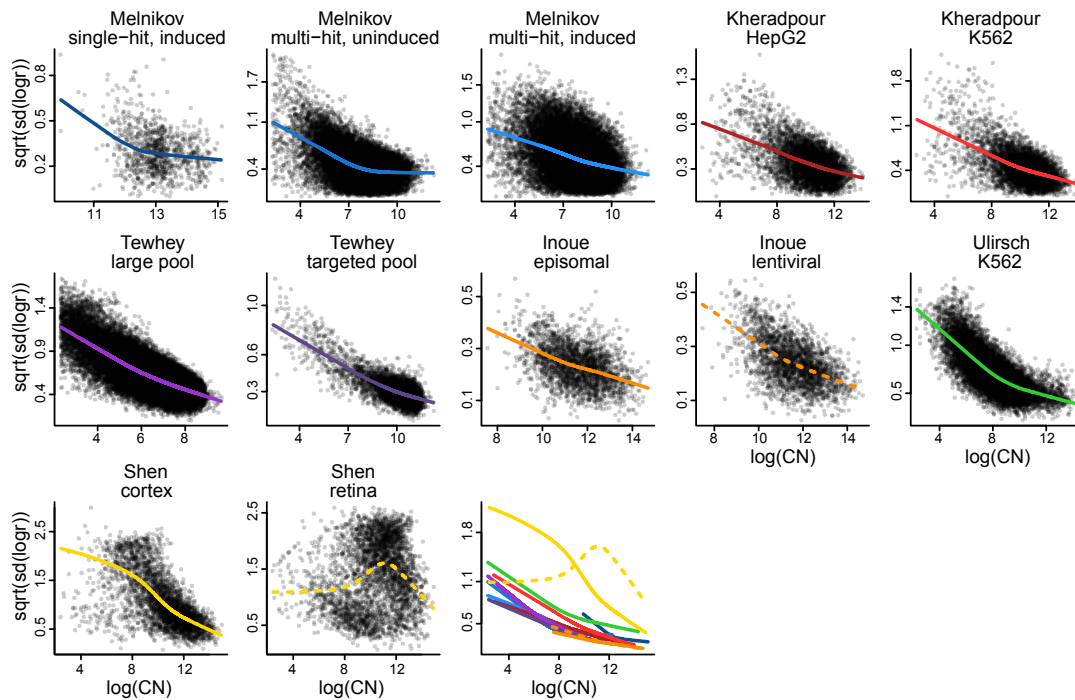 Melnikov
single−hit, induced
Melnikov
multi−hit, uninduced
Melnikov
multi−hit, induced
Kheradpour
HepG2
Kheradpour
K562
sqrt(sd(logr))
0.2 0.5 0.8
11 13 15
0.4 1.1 1.7
4 7 10
0.4 1.0 1.5
4 7 10
0.3 0.8 1.3
4 8 12
0.4 1.1 1.8
4 8 12
Tewhey
large pool
Tewhey
targeted pool
Inoue
episomal
Inoue
lentiviral
Ulirsch
K562
sqrt(sd(logr))
0.4 0.9 1.4
4 6 8
0.3 0.6 1.0
4 7 10
0.1 0.3 0.5
8 10 12 14
0.1 0.3 0.5
8 10 12 14
log(CN)
0.5 1.0 1.4
4 8 12
log(CN)
Shen
cortex
Shen
retina
sqrt(sd(logr))
0.5 1.5 2.5
4 8 12
log(CN)
0.5 1.5 2.5
4 8 12
log(CN)
0.5 1.1 1.8
4 8 12
log(CN)